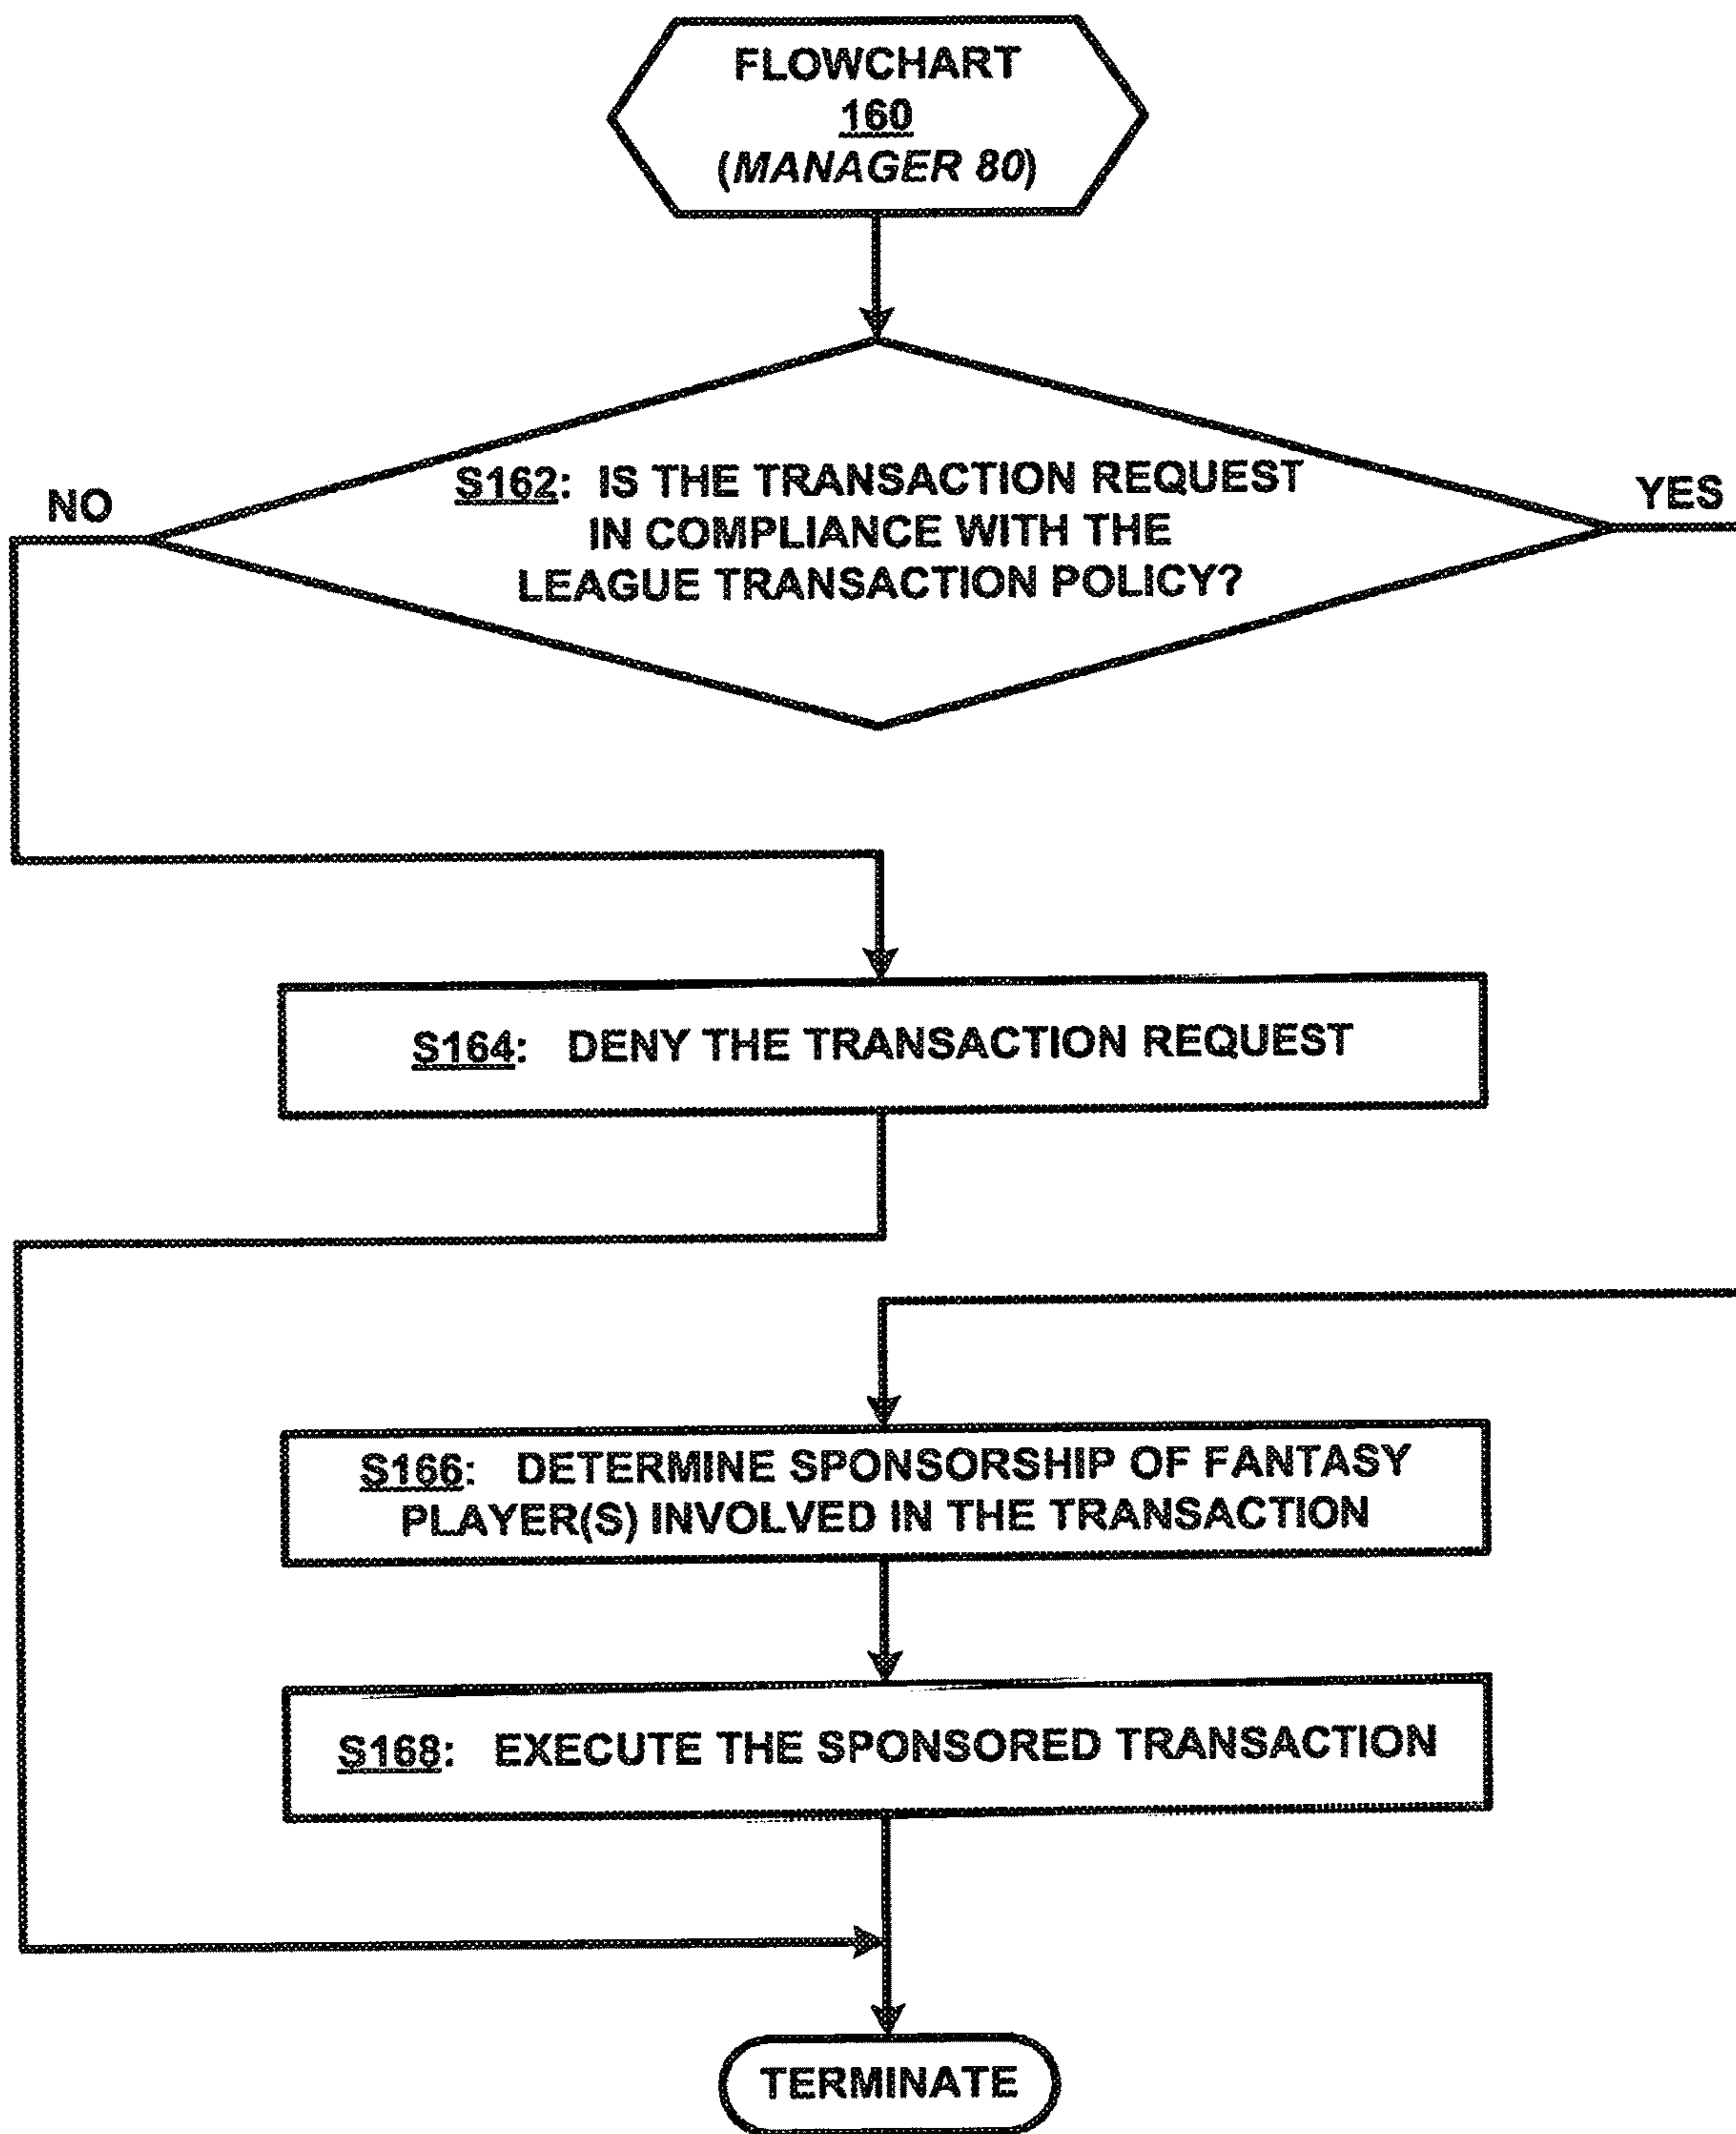 FLOWCHART
160
(MANAGER 80)
S162: IS THE TRANSACTION REQUEST
IN COMPLIANCE WITH THE
LEAGUE TRANSACTION POLICY?
NO
YES
S164: DENY THE TRANSACTION REQUEST
S166: DETERMINE SPONSORSHIP OF FANTASY
PLAYER(S) INVOLVED IN THE TRANSACTION
S168: EXECUTE THE SPONSORED TRANSACTION
TERMINATE